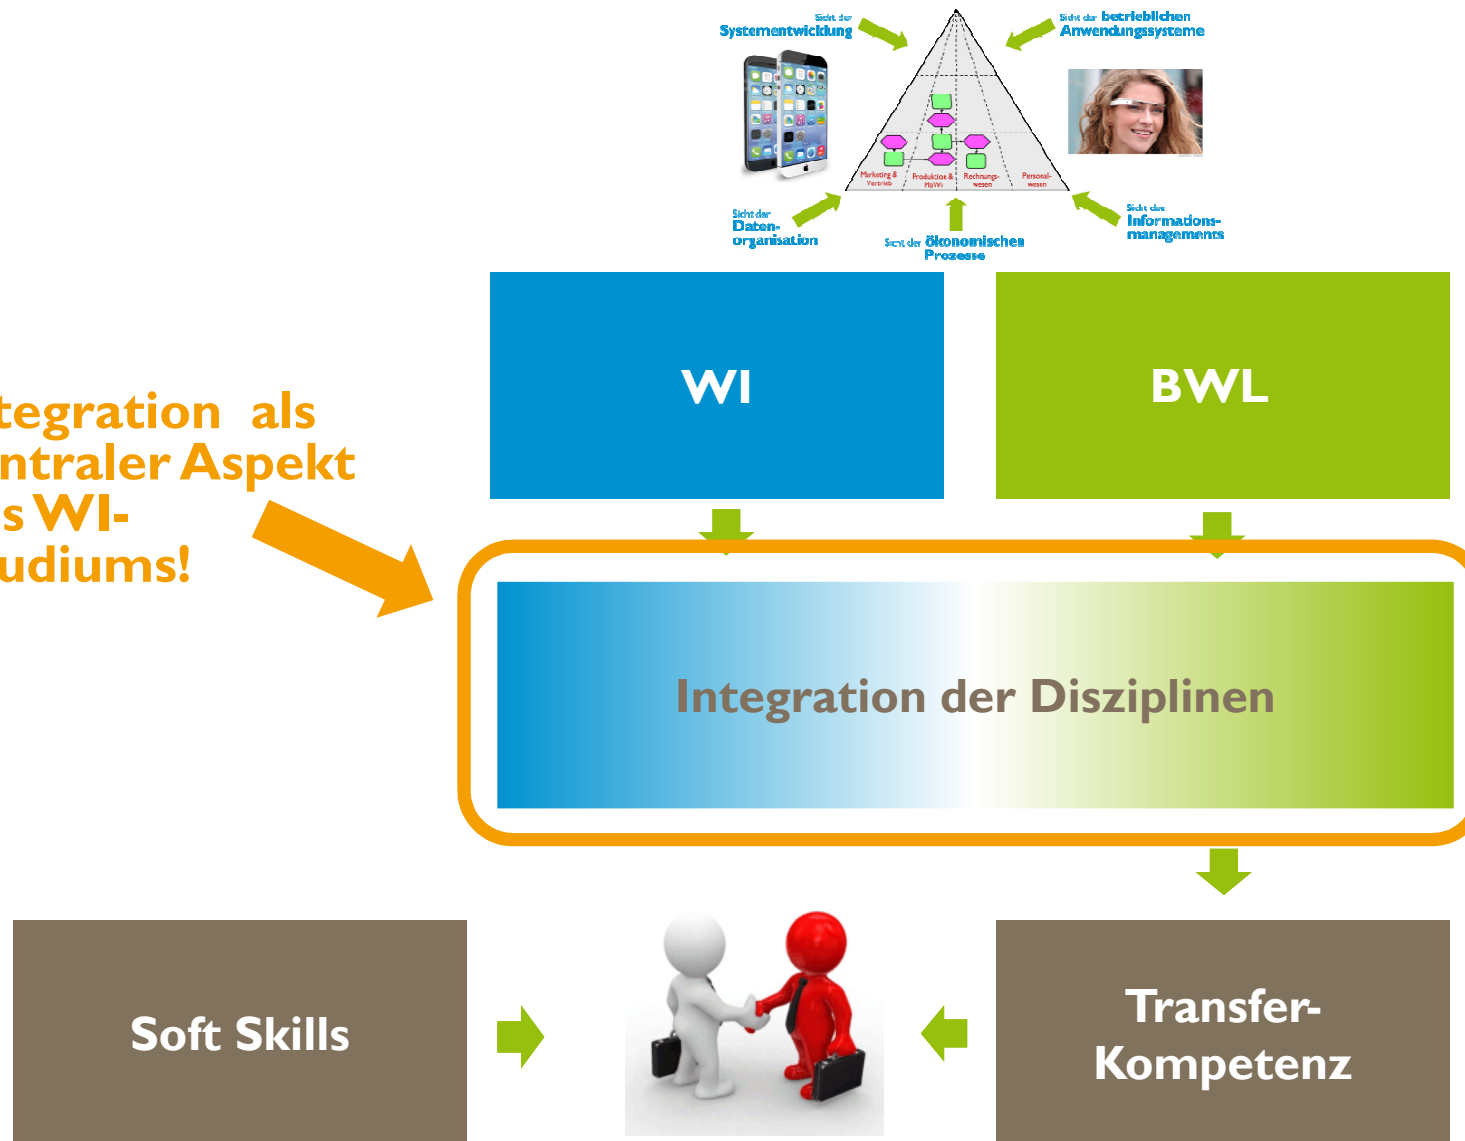 Sicht der
Systementwicklung
Sicht der betrieblichen
Anwendungssysteme
Marketing &
Vertrieb
Produktion &
MaWi
Rechnungs-
wesen
Personal-
wesen
Sicht der
Daten-
organisation
Sicht der ökonomischen
Prozesse
Sicht des
Informations-
managements
WI
BWL
tegration als
ntraler Aspekt
s WI-
udiums!
Integration der Disziplinen
Soft Skills
Transfer-
Kompetenz